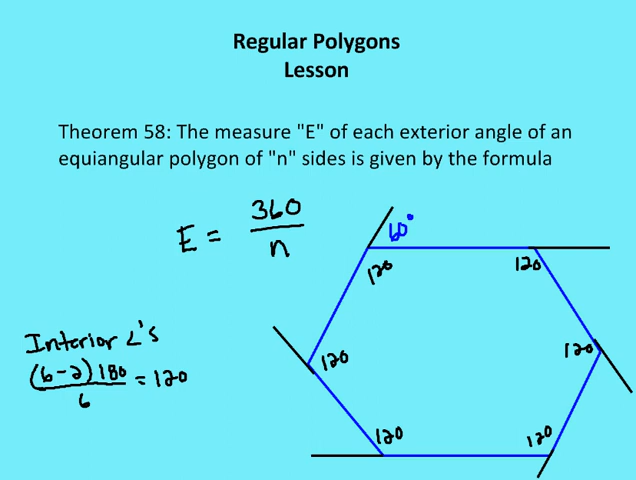 Regular Polygons
Lesson
Theorem 58: The measure "E" of each exterior angle of an
equiangular polygon of "n" sides is given by the formula
E = 360/n
60°
120
120
Interior ∠'s
(6-2)180/6 = 120
120
120
120
120